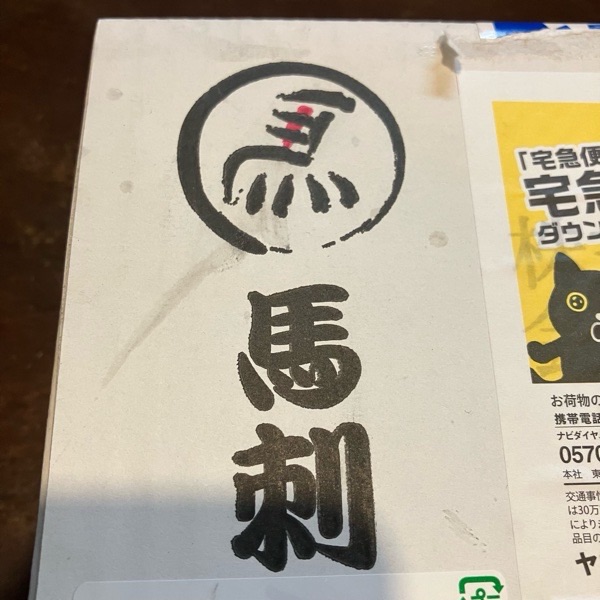 馬
刺
「宅急便
宅急
ダウン
お荷物の
携帯電話
ナビダイヤ
0570
本社 東
交通事
は30万
により
品目の
ヤ